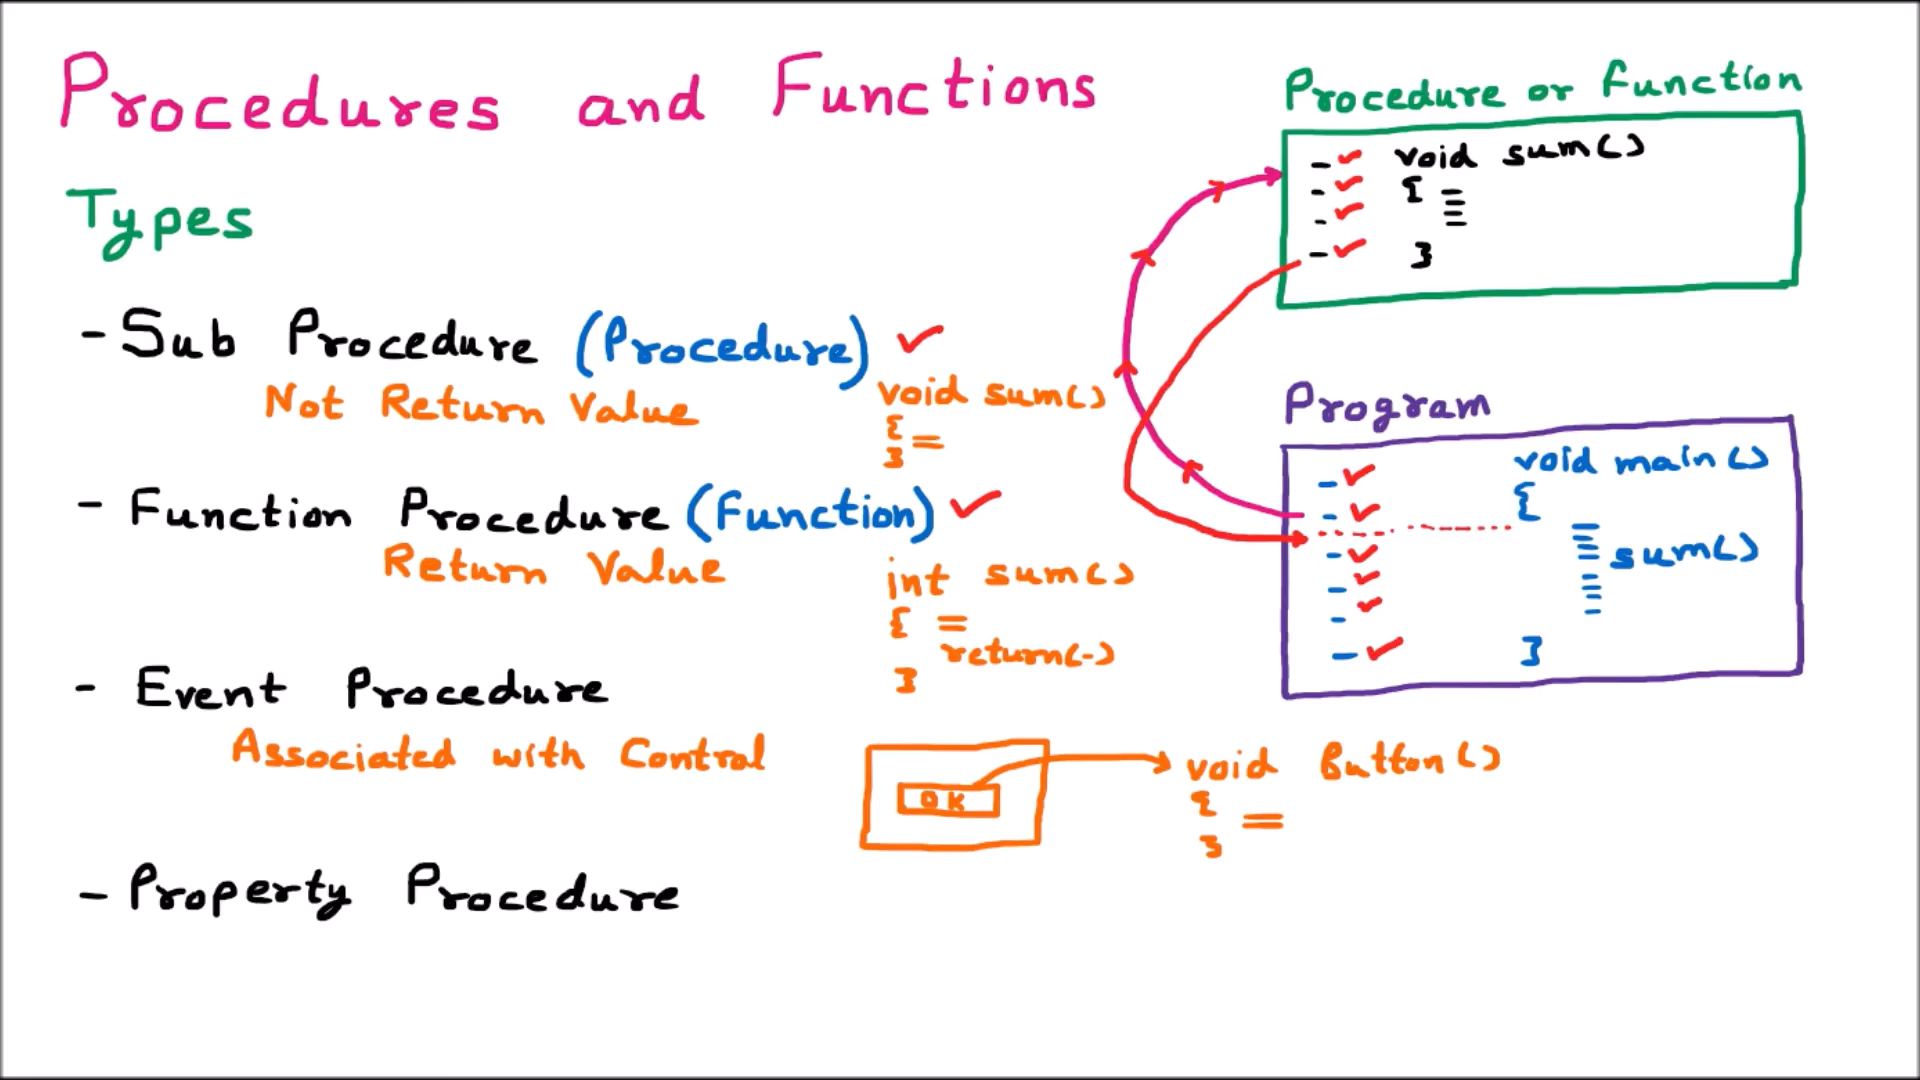 Procedures and Functions
Types
- Sub Procedure (Procedure) ✓
Not Return Value
void sum()
{ =
}
- Function Procedure (Function) ✓
Return Value
int sum()
{ =
return(-)
}
- Event Procedure
Associated with Control
OK
void Button()
{ =
}
- Property Procedure
Procedure or Function
void sum()
{
}
Program
void main()
{
sum()
}